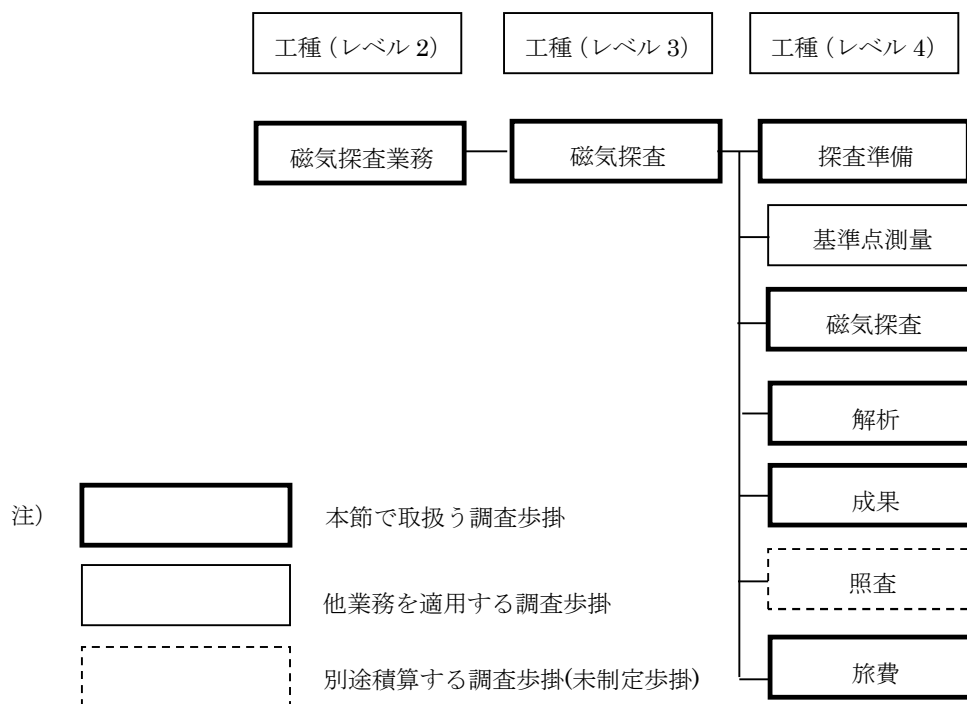 工種（レベル 2）
工種（レベル 3）
工種（レベル 4）
磁気探査業務
磁気探査
探査準備
基準点測量
磁気探査
解析
成果
照査
旅費
注）
本節で取扱う調査歩掛
他業務を適用する調査歩掛
別途積算する調査歩掛(未制定歩掛)